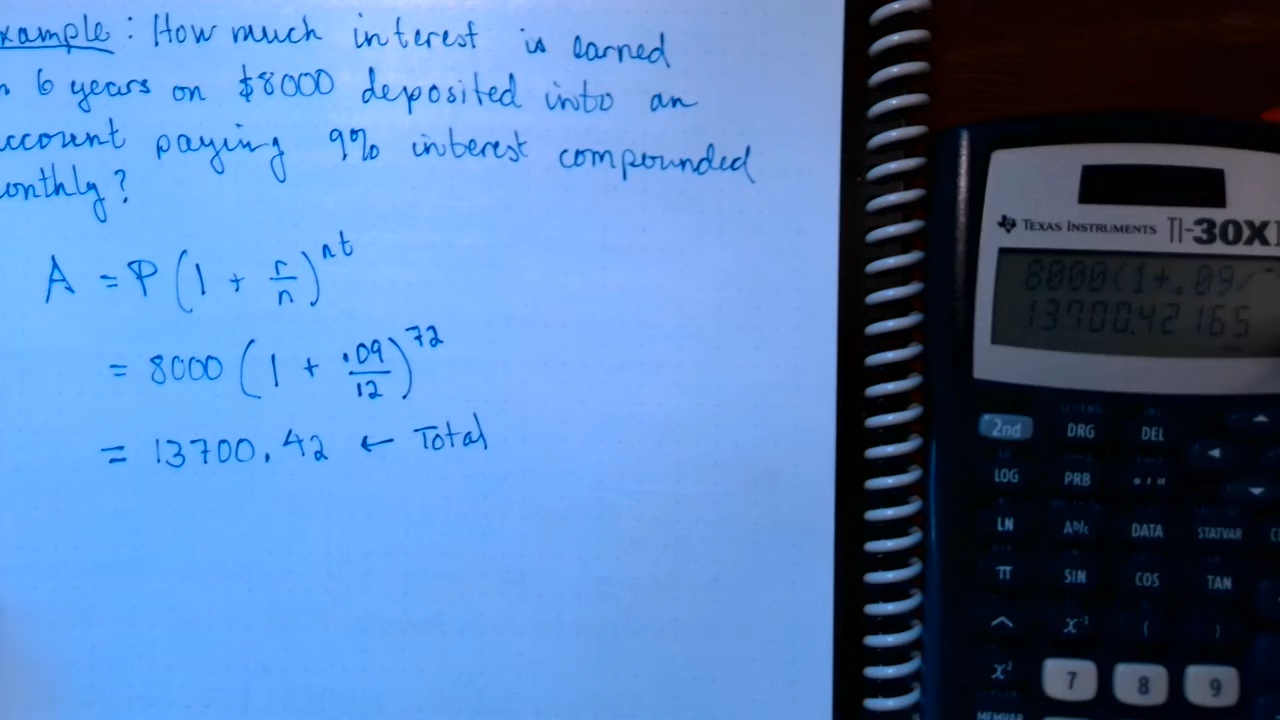 xample: How much interest is earned
n 6 years on $8000 deposited into an
ccount paying 9% interest compounded
onthly?
A = P (1 + r/n)^nt
= 8000 (1 + .09/12)^72
= 13700.42 ← Total
TEXAS INSTRUMENTS TI-30X
8000(1+.09/
13700.42165
2nd DRG DEL
LOG PRB ° ' "
LN Ab/c DATA STATVAR
π SIN COS TAN
^ x⁻¹ ( )
x² 7 8 9
MEMVAR